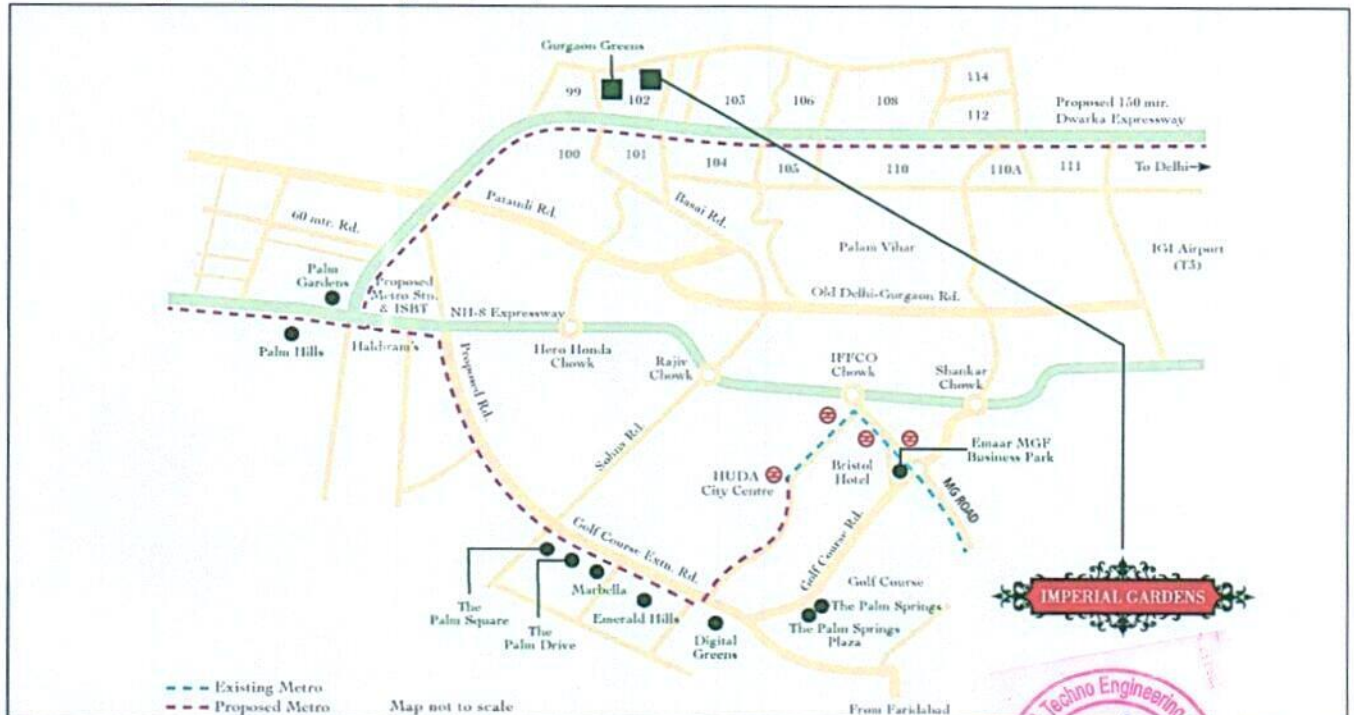 Gurgaon Greens
99
102
103
106
108
114
112
Proposed 150 mtr.
Dwarka Expressway
100
101
104
105
110
110A
111
To Delhi
Pataudi Rd.
Basai Rd.
60 mtr. Rd.
Palam Vihar
IGI Airport
(T3)
Palm
Gardens
Proposed
Metro Stn.
& ISBT
Old Delhi-Gurgaon Rd.
NH-8 Expressway
Palm Hills
Haldiram's
Proposed Rd.
Hero Honda
Chowk
Rajiv
Chowk
IFFCO
Chowk
Shankar
Chowk
Sohna Rd.
HUDA
City Centre
Bristol
Hotel
Emaar MGF
Business Park
MG ROAD
Golf Course Extn. Rd.
Golf Course Rd.
Golf Course
IMPERIAL GARDENS
The
Palm Square
The
Palm Drive
Marbella
Emerald Hills
Digital
Greens
The Palm Springs
The Palm Springs
Plaza
Existing Metro
Proposed Metro
Map not to scale
From Faridabad
Techno Engineering